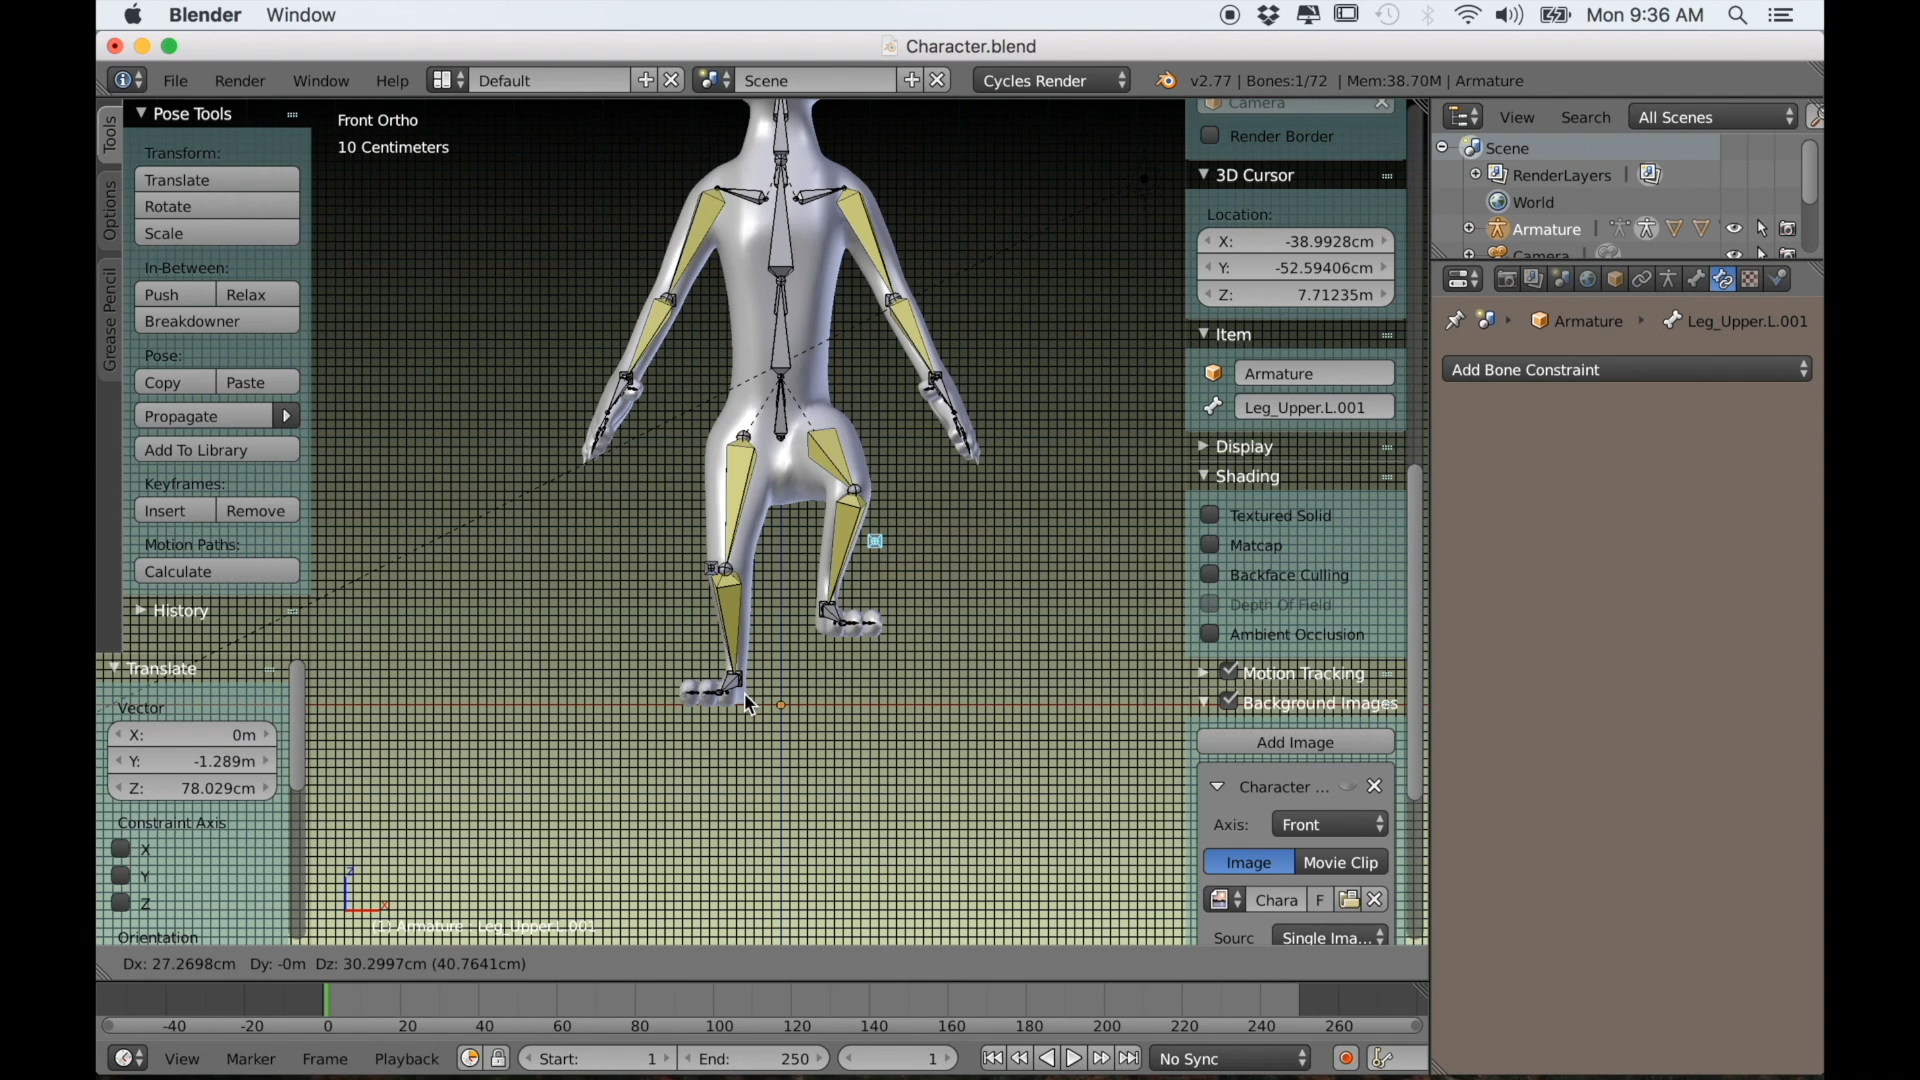 Blender Window Mon 9:36 AM
Character.blend
File Render Window Help Default Scene Cycles Render v2.77 | Bones:1/72 | Mem:38.70M | Armature
Tools
Options
Grease Pencil
Pose Tools
Transform:
Translate
Rotate
Scale
In-Between:
Push Relax
Breakdowner
Pose:
Copy Paste
Propagate
Add To Library
Keyframes:
Insert Remove
Motion Paths:
Calculate
History
Translate
Vector
X: 0m
Y: -1.289m
Z: 78.029cm
Constraint Axis
X
Y
Z
Orientation
Front Ortho
10 Centimeters
z
x
(1) Armature : Leg_Upper.L.001
Camera
Render Border
3D Cursor
Location:
X: -38.9928cm
Y: -52.59406cm
Z: 7.71235m
Item
Armature
Leg_Upper.L.001
Display
Shading
Textured Solid
Matcap
Backface Culling
Depth Of Field
Ambient Occlusion
Motion Tracking
Background Images
Add Image
Character ...
Axis: Front
Image Movie Clip
Chara F
Sourc Single Ima...
View Search All Scenes
Scene
RenderLayers
World
Armature
Camera
Armature Leg_Upper.L.001
Add Bone Constraint
Dx: 27.2698cm Dy: -0m Dz: 30.2997cm (40.7641cm)
-40 -20 0 20 40 60 80 100 120 140 160 180 200 220 240 260
View Marker Frame Playback Start: 1 End: 250 1 No Sync